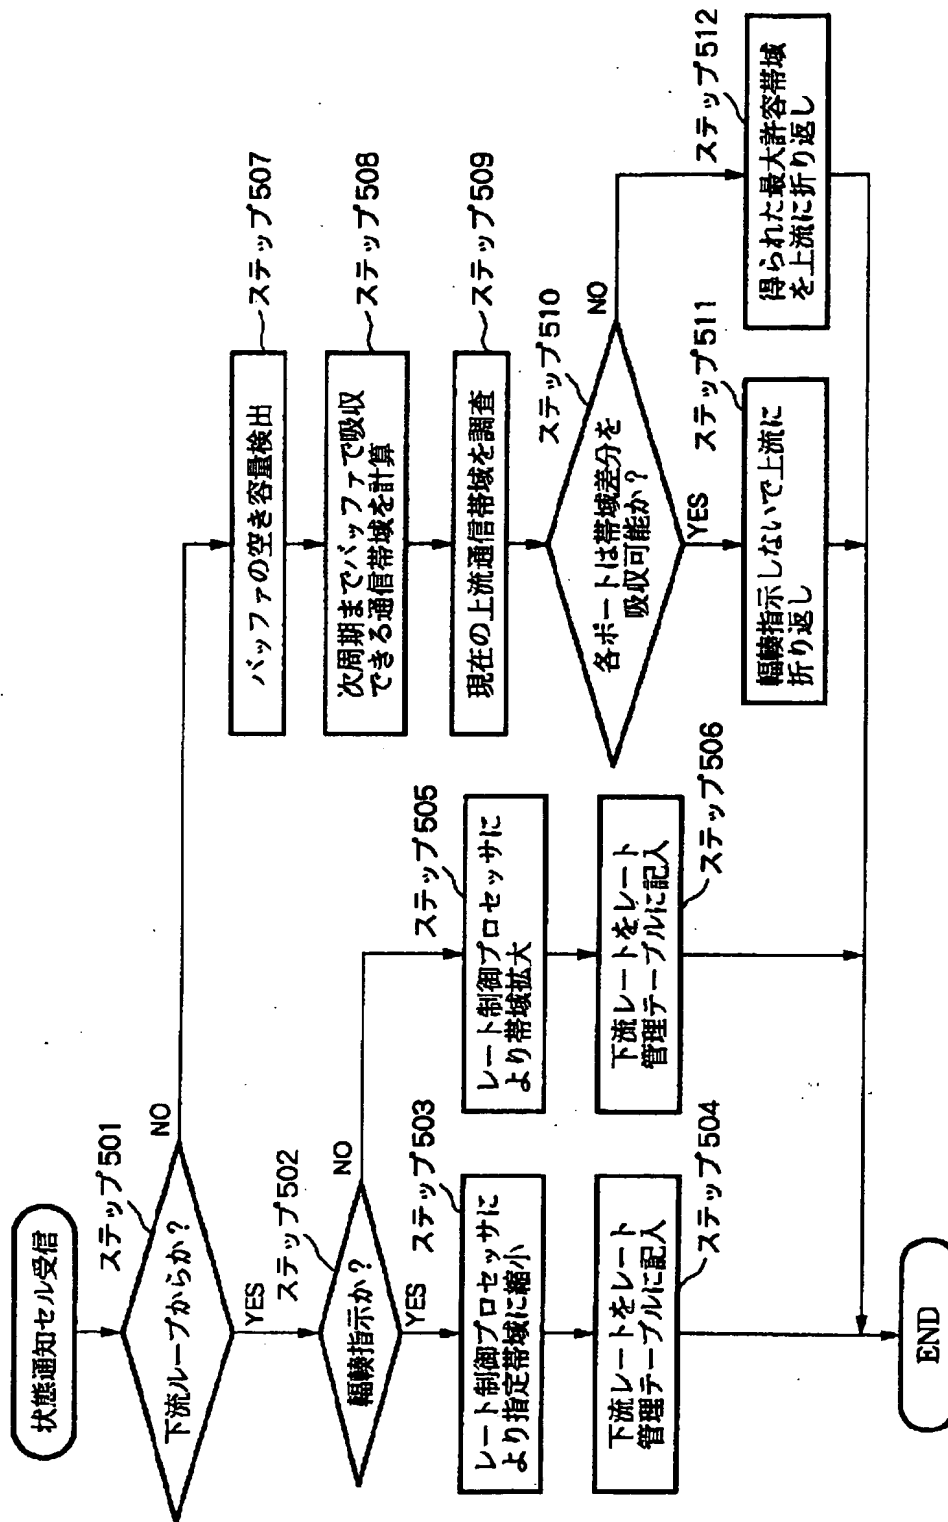 状態通知セル受信
ステップ501
下流ループからか？
NO
YES
ステップ502
輻輳指示か？
NO
YES
ステップ503
レート制御プロセッサに
より指定帯域に縮小
下流レートをレート
管理テーブルに記入
ステップ504
ステップ505
レート制御プロセッサに
より帯域拡大
下流レートをレート
管理テーブルに記入
ステップ506
バッファの空き容量検出
ステップ507
次周期までバッファで吸収
できる通信帯域を計算
ステップ508
現在の上流通信帯域を調査
ステップ509
ステップ510
各ポートは帯域差分を
吸収可能か？
NO
YES
ステップ511
輻輳指示しないで上流に
折り返し
ステップ512
得られた最大許容帯域
を上流に折り返し
END